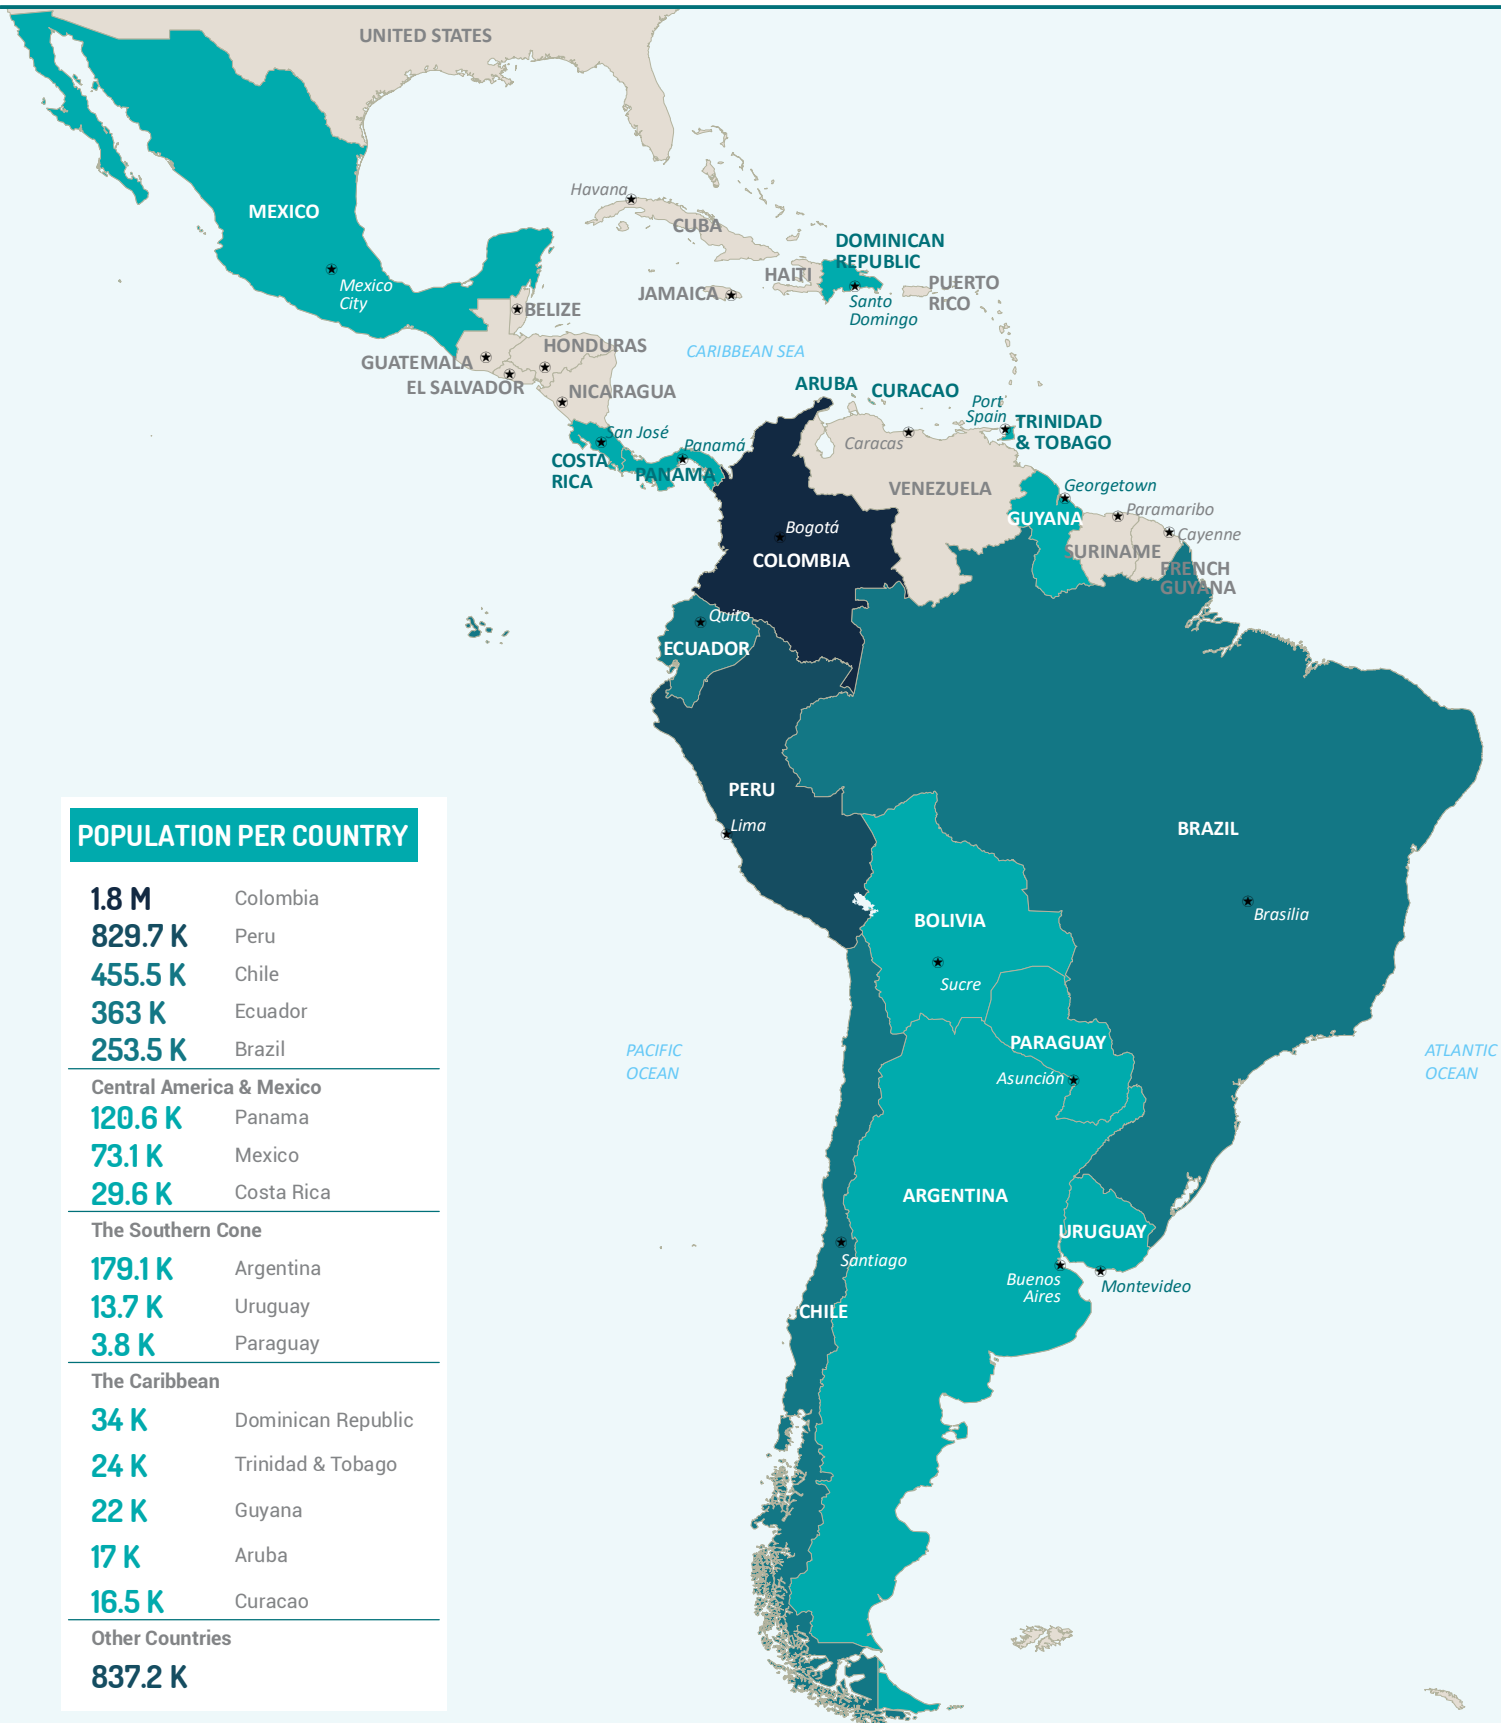 UNITED STATES
MEXICO
Mexico
City
Havana
CUBA
DOMINICAN
REPUBLIC
HAITI
JAMAICA
PUERTO
RICO
Santo
Domingo
BELIZE
HONDURAS
GUATEMALA
EL SALVADOR
NICARAGUA
CARIBBEAN SEA
ARUBA
CURACAO
Port
Spain
TRINIDAD
& TOBAGO
San José
Panamá
COSTA
RICA
PANAMA
Caracas
VENEZUELA
Georgetown
GUYANA
Paramaribo
SURINAME
Cayenne
FRENCH
GUYANA
Bogotá
COLOMBIA
Quito
ECUADOR
PERU
Lima
BRAZIL
Brasilia
BOLIVIA
Sucre
PACIFIC
OCEAN
PARAGUAY
Asunción
ATLANTIC
OCEAN
ARGENTINA
URUGUAY
Santiago
Buenos
Aires
Montevideo
CHILE
POPULATION PER COUNTRY
1.8 M Colombia
829.7 K Peru
455.5 K Chile
363 K Ecuador
253.5 K Brazil
Central America & Mexico
120.6 K Panama
73.1 K Mexico
29.6 K Costa Rica
The Southern Cone
179.1 K Argentina
13.7 K Uruguay
3.8 K Paraguay
The Caribbean
34 K Dominican Republic
24 K Trinidad & Tobago
22 K Guyana
17 K Aruba
16.5 K Curacao
Other Countries
837.2 K